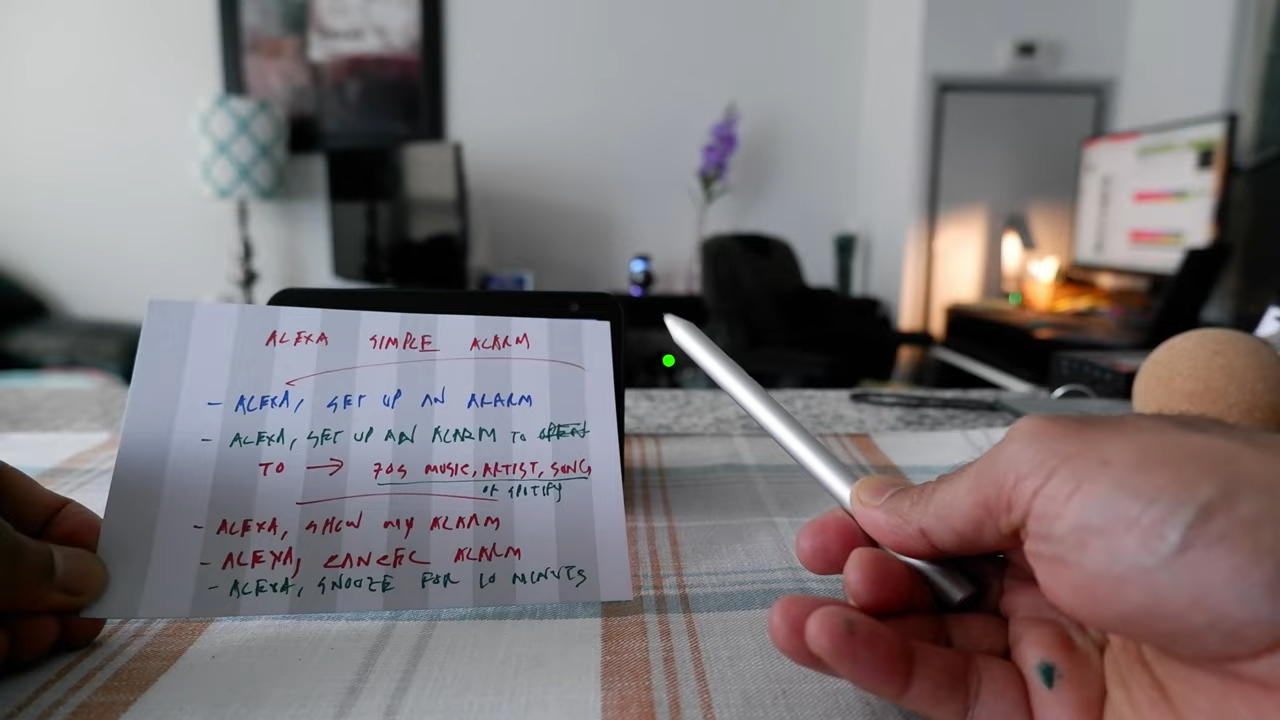 ALEXA SIMPLE ALARM
- ALEXA, SET UP AN ALARM
- ALEXA, SET UP AN ALARM TO
TO → 70s MUSIC, ARTIST, SONG
OF SPOTIFY
- ALEXA, SHOW MY ALARM
- ALEXA, CANCEL ALARM
- ALEXA, SNOOZE FOR 10 MINUTS